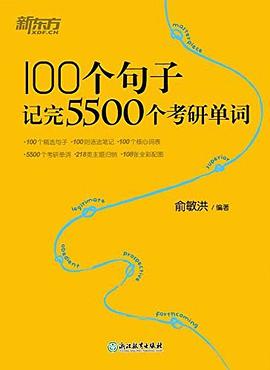 新东方
XDF.CN
masterpiece
100个句子
记完5500个考研单词
·100个精选句子 ·100则语法笔记 ·100个核心词表
·5500个考研单词 ·218类主题归纳 ·108张全彩配图
superior
俞敏洪 / 编著
legitimate
obedient
prospective
forthcoming
浙江教育出版社